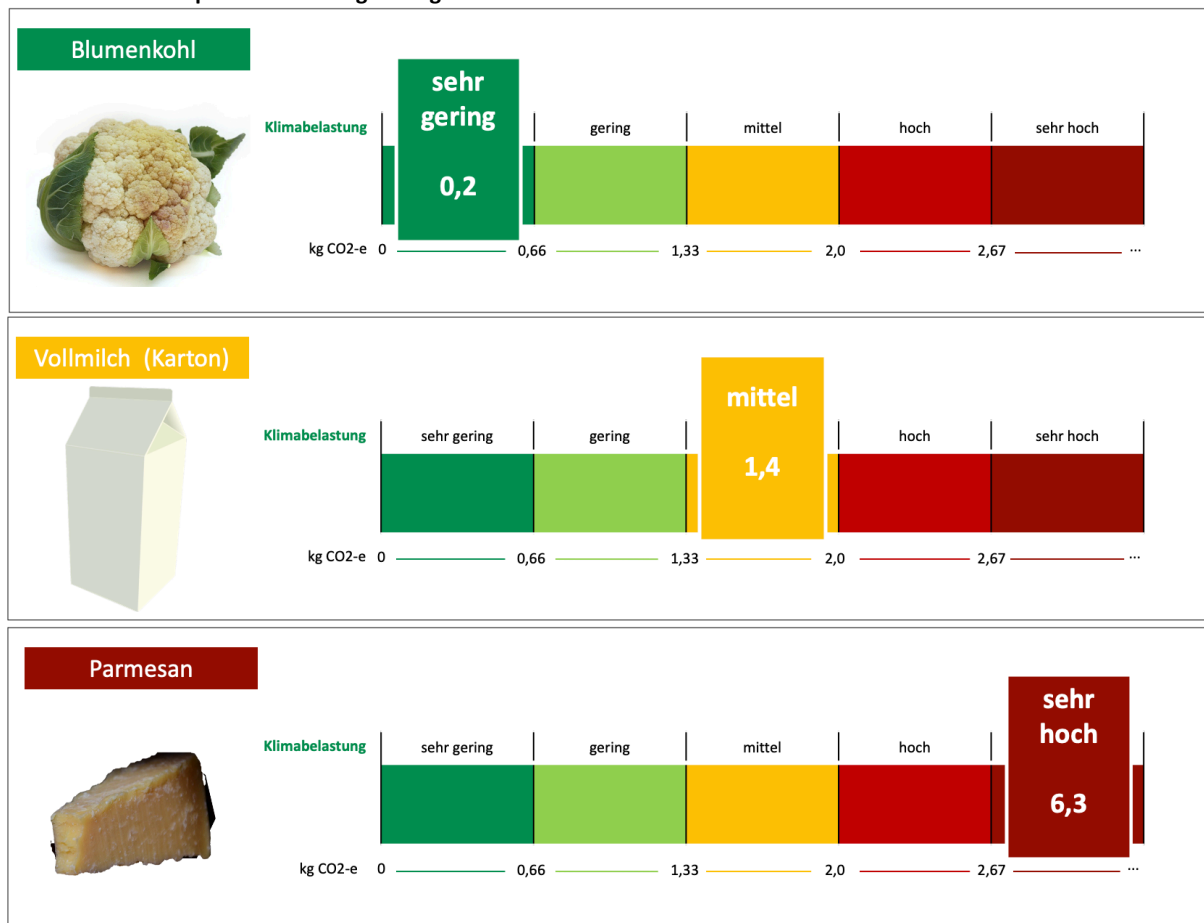 Blumenkohl
sehr
gering
0,2
Klimabelastung
gering
mittel
hoch
sehr hoch
kg CO2-e 0 0,66 1,33 2,0 2,67 ...
Vollmilch (Karton)
mittel
1,4
Klimabelastung
sehr gering
gering
hoch
sehr hoch
kg CO2-e 0 0,66 1,33 2,0 2,67 ...
Parmesan
sehr
hoch
6,3
Klimabelastung
sehr gering
gering
mittel
hoch
kg CO2-e 0 0,66 1,33 2,0 2,67 ...